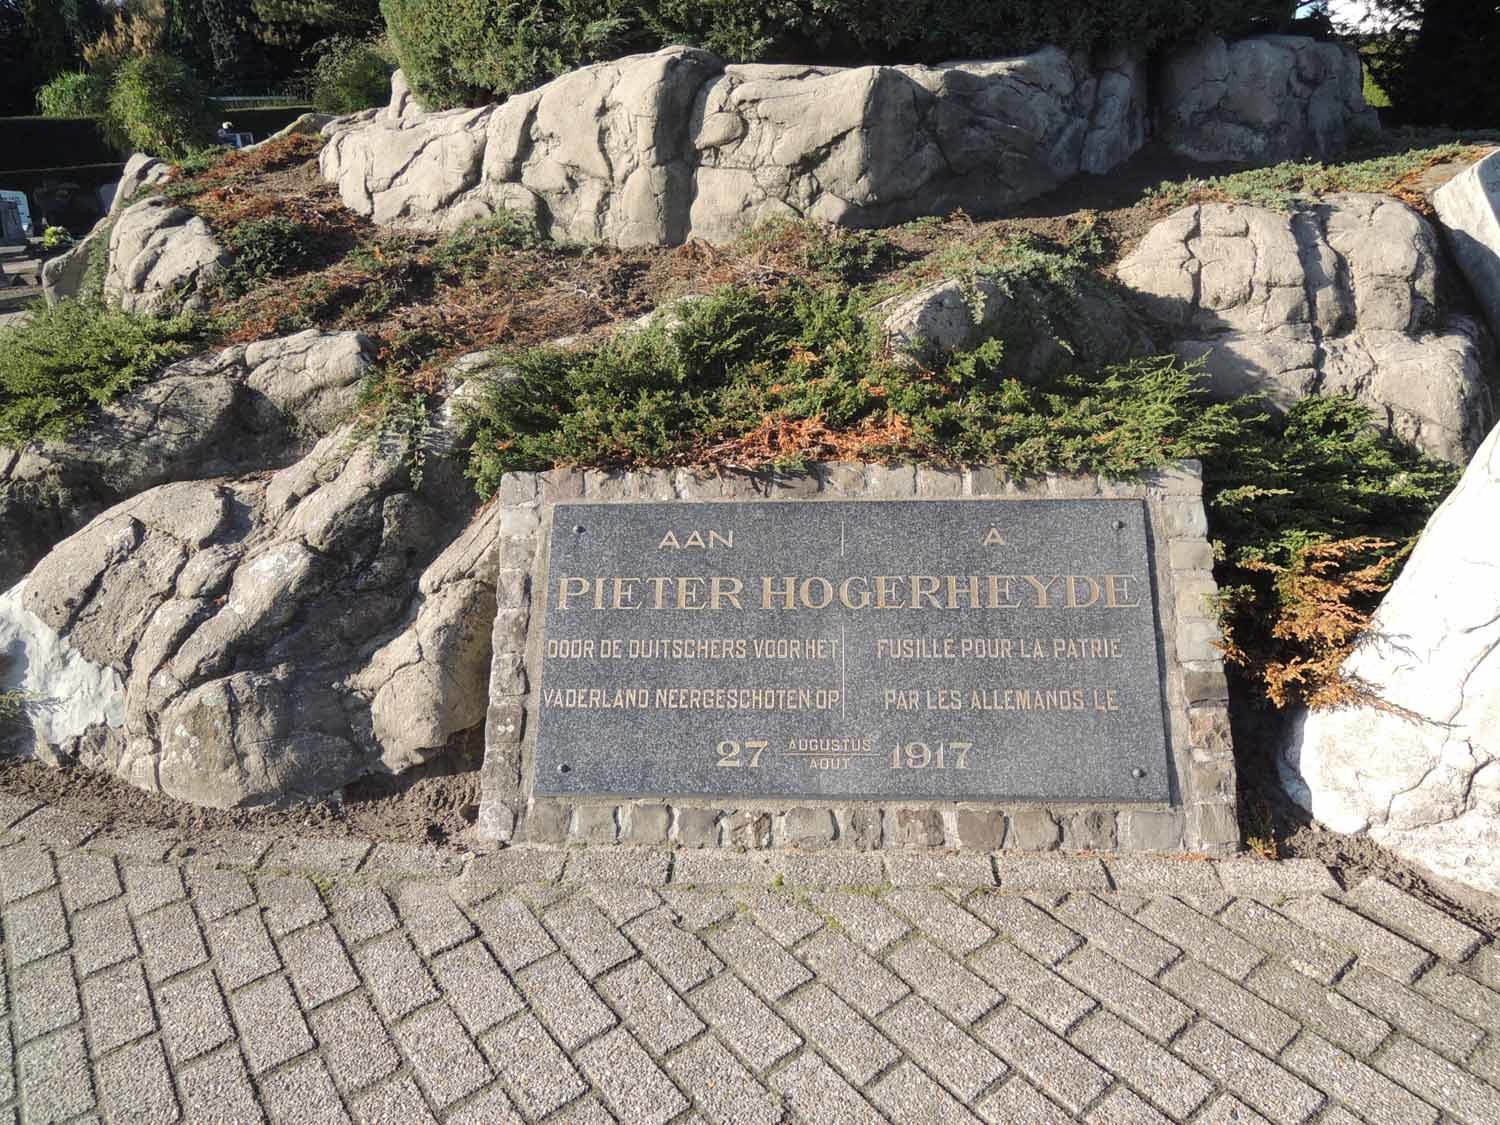 AAN
À
PIETER HOGERHEYDE
DOOR DE DUITSCHERS VOOR HET
VADERLAND NEERGESCHOTEN OP
FUSILLÉ POUR LA PATRIE
PAR LES ALLEMANDS LE
27 AUGUSTUS 1917
AOUT